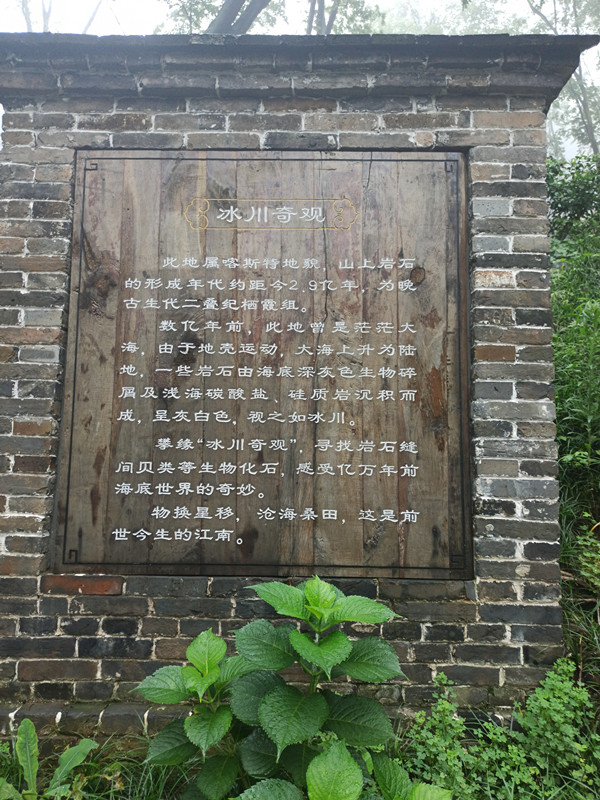 冰川奇观
此地属喀斯特地貌，山上岩石
的形成年代约距今2.9亿年，为晚
古生代二叠纪栖霞组。
数亿年前，此地曾是茫茫大
海，由于地壳运动，大海上升为陆
地，一些岩石由海底深灰色生物碎
屑及浅海碳酸盐、硅质岩沉积而
成，呈灰白色，视之如冰川。
攀缘“冰川奇观”，寻找岩石缝
间贝类等生物化石，感受亿万年前
海底世界的奇妙。
物换星移，沧海桑田，这是前
世今生的江南。